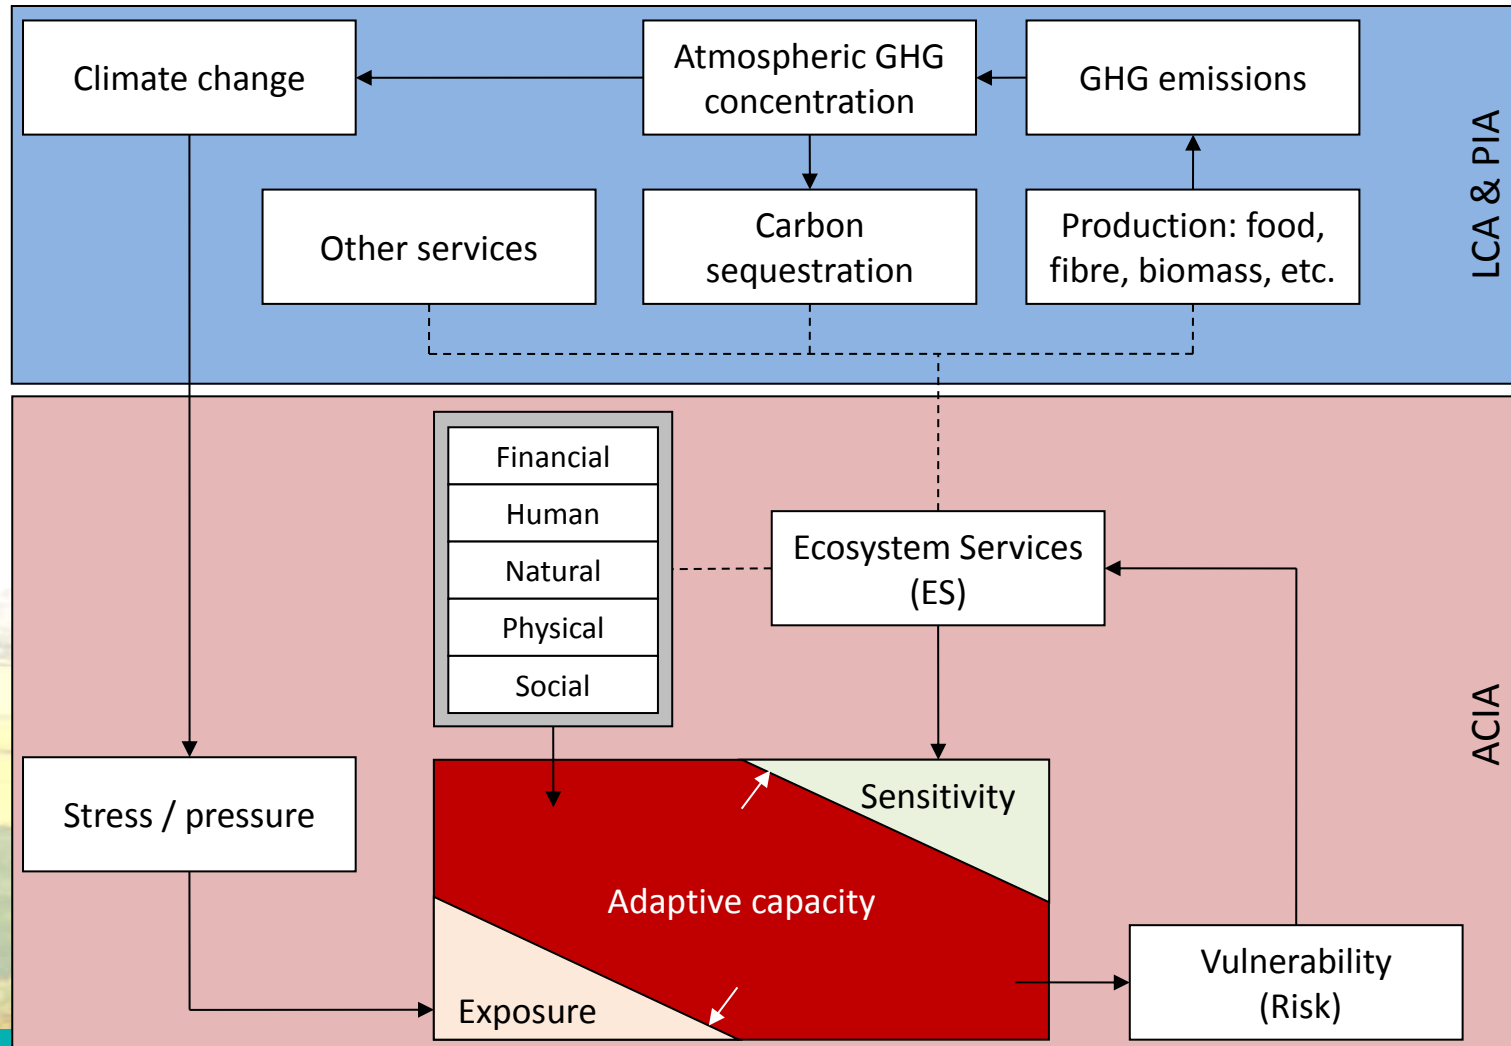 Climate change
Atmospheric GHG
concentration
GHG emissions
LCA & PIA
Other services
Carbon
sequestration
Production: food,
fibre, biomass, etc.
Financial
Human
Natural
Physical
Social
Ecosystem Services
(ES)
ACIA
Stress / pressure
Sensitivity
Adaptive capacity
Exposure
Vulnerability
(Risk)